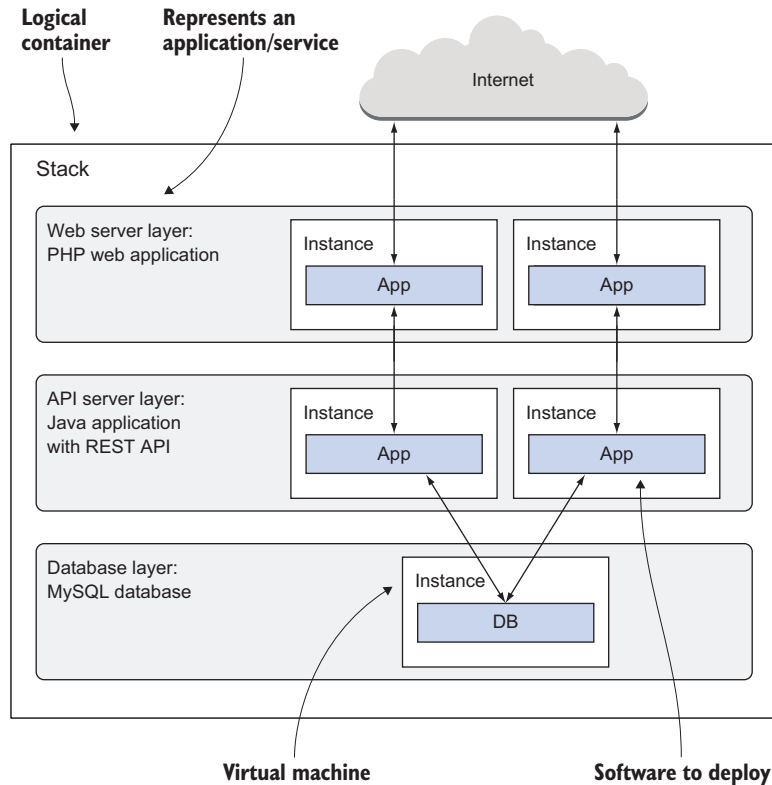 Logical
container
Represents an
application/service
Internet
Stack
Web server layer:
PHP web application
Instance
App
Instance
App
API server layer:
Java application
with REST API
Instance
App
Instance
App
Database layer:
MySQL database
Instance
DB
Virtual machine
Software to deploy